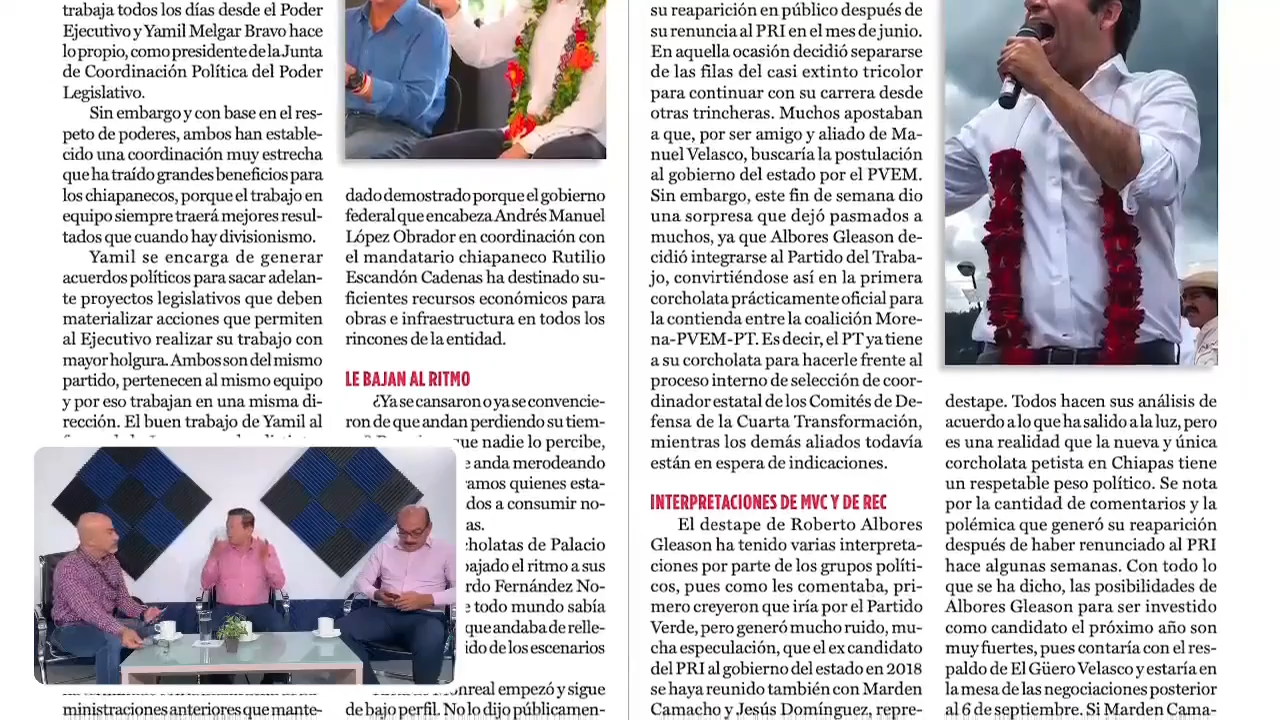 trabaja todos los días desde el Poder
Ejecutivo y Yamil Melgar Bravo hace
lo propio, como presidente de la Junta
de Coordinación Política del Poder
Legislativo.
Sin embargo y con base en el res-
peto de poderes, ambos han estable-
cido una coordinación muy estrecha
que ha traído grandes beneficios para
los chiapanecos, porque el trabajo en
equipo siempre traerá mejores resul-
tados que cuando hay divisionismo.
Yamil se encarga de generar
acuerdos políticos para sacar adelan-
te proyectos legislativos que deben
materializar acciones que permiten
al Ejecutivo realizar su trabajo con
mayor holgura. Ambos son del mismo
partido, pertenecen al mismo equipo
y por eso trabajan en una misma di-
rección. El buen trabajo de Yamil al
ministraciones anteriores que mante-
dado demostrado porque el gobierno
federal que encabeza Andrés Manuel
López Obrador en coordinación con
el mandatario chiapaneco Rutilio
Escandón Cadenas ha destinado su-
ficientes recursos económicos para
obras e infraestructura en todos los
rincones de la entidad.
LE BAJAN AL RITMO
¿Ya se cansaron o ya se convencie-
ron de que andan perdiendo su tiem-
que nadie lo percibe,
e anda merodeando
amos quienes esta-
dos a consumir no-
as.
cholatas de Palacio
bajado el ritmo a sus
rdo Fernández No-
e todo mundo sabía
que andaba de relle-
ido de los escenarios
Monreal empezó y sigue
de bajo perfil. No lo dijo públicamen-
su reaparición en público después de
su renuncia al PRI en el mes de junio.
En aquella ocasión decidió separarse
de las filas del casi extinto tricolor
para continuar con su carrera desde
otras trincheras. Muchos apostaban
a que, por ser amigo y aliado de Ma-
nuel Velasco, buscaría la postulación
al gobierno del estado por el PVEM.
Sin embargo, este fin de semana dio
una sorpresa que dejó pasmados a
muchos, ya que Albores Gleason de-
cidió integrarse al Partido del Traba-
jo, convirtiéndose así en la primera
corcholata prácticamente oficial para
la contienda entre la coalición More-
na-PVEM-PT. Es decir, el PT ya tiene
a su corcholata para hacerle frente al
proceso interno de selección de coor-
dinador estatal de los Comités de De-
fensa de la Cuarta Transformación,
mientras los demás aliados todavía
están en espera de indicaciones.
INTERPRETACIONES DE MVC Y DE REC
El destape de Roberto Albores
Gleason ha tenido varias interpreta-
ciones por parte de los grupos políti-
cos, pues como les comentaba, pri-
mero creyeron que iría por el Partido
Verde, pero generó mucho ruido, mu-
cha especulación, que el ex candidato
del PRI al gobierno del estado en 2018
se haya reunido también con Marden
Camacho y Jesús Domínguez, repre-
destape. Todos hacen sus análisis de
acuerdo a lo que ha salido a la luz, pero
es una realidad que la nueva y única
corcholata petista en Chiapas tiene
un respetable peso político. Se nota
por la cantidad de comentarios y la
polémica que generó su reaparición
después de haber renunciado al PRI
hace algunas semanas. Con todo lo
que se ha dicho, las posibilidades de
Albores Gleason para ser investido
como candidato el próximo año son
muy fuertes, pues contaría con el res-
paldo de El Güero Velasco y estaría en
la mesa de las negociaciones posterior
al 6 de septiembre. Si Marden Cama-